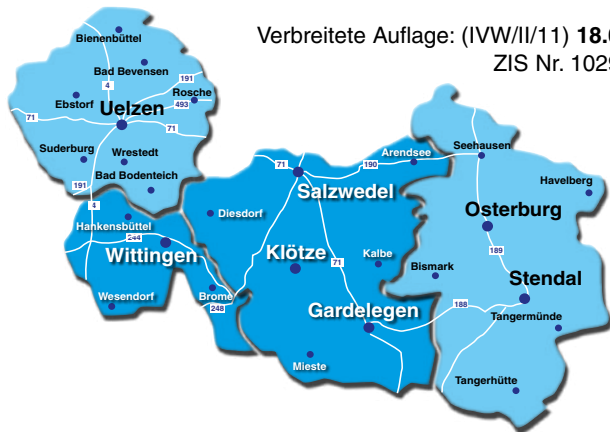 Verbreitete Auflage: (IVW/II/11) 18.
ZIS Nr. 1029
Bienenbüttel
Bad Bevensen
191
4
Rosche
Ebstorf
493
Uelzen
71
71
Suderburg
Wrestedt
Bad Bodenteich
191
4
Hankensbüttel
244
Wittingen
Wesendorf
Brome
248
71
190
Arendsee
Salzwedel
Diesdorf
Klötze
71
Kalbe
Gardelegen
Mieste
Seehausen
Havelberg
Osterburg
189
Bismark
Stendal
188
Tangermünde
Tangerhütte